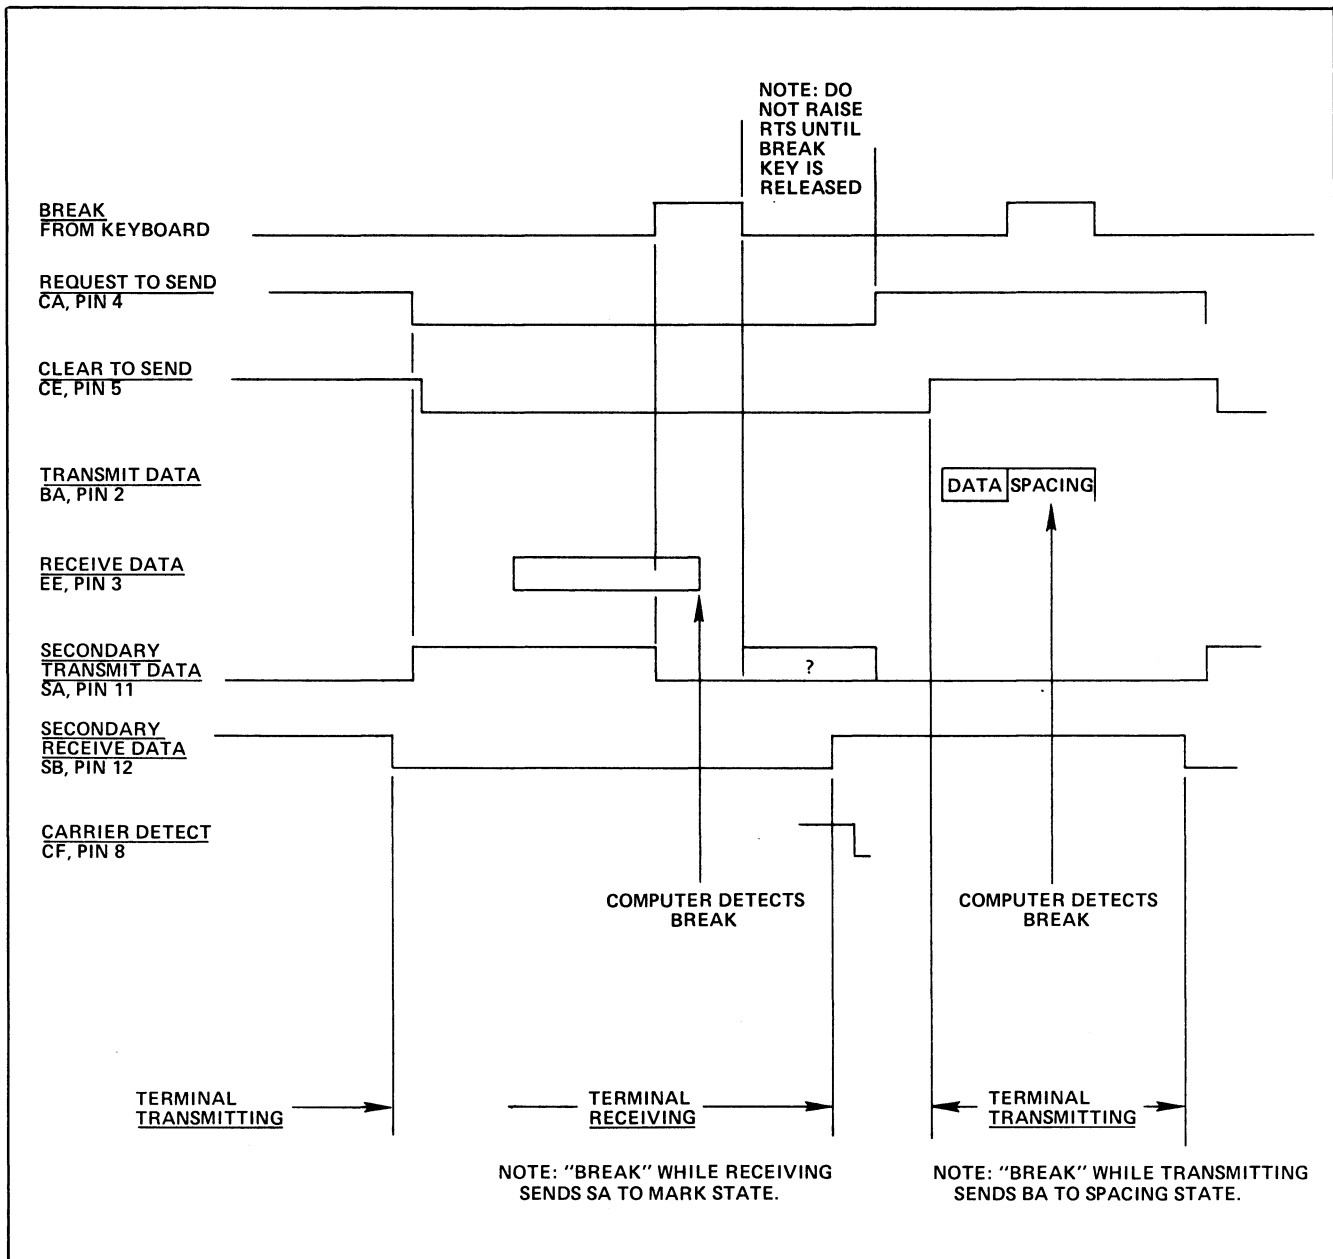 NOTE: DO
NOT RAISE
RTS UNTIL
BREAK
KEY IS
RELEASED
BREAK
FROM KEYBOARD
REQUEST TO SEND
CA, PIN 4
CLEAR TO SEND
CE, PIN 5
TRANSMIT DATA
BA, PIN 2
DATA SPACING
RECEIVE DATA
EE, PIN 3
SECONDARY
TRANSMIT DATA
SA, PIN 11
?
SECONDARY
RECEIVE DATA
SB, PIN 12
CARRIER DETECT
CF, PIN 8
COMPUTER DETECTS
BREAK
COMPUTER DETECTS
BREAK
TERMINAL
TRANSMITTING
TERMINAL
RECEIVING
TERMINAL
TRANSMITTING
NOTE: "BREAK" WHILE RECEIVING
SENDS SA TO MARK STATE.
NOTE: "BREAK" WHILE TRANSMITTING
SENDS BA TO SPACING STATE.